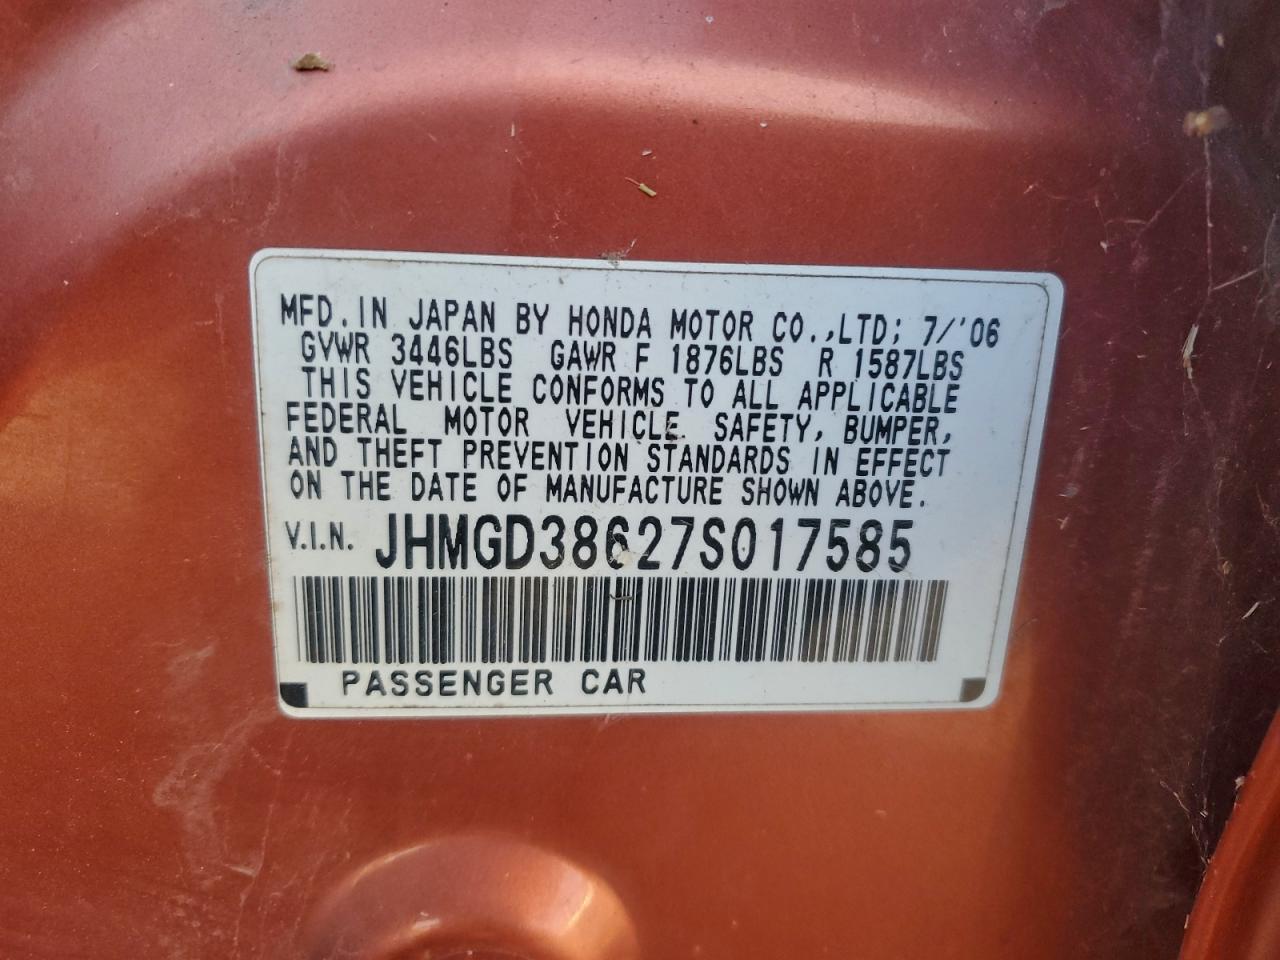 MFD. IN JAPAN BY HONDA MOTOR CO.,LTD; 7/'06
GVWR 3446LBS GAWR F 1876LBS R 1587LBS
THIS VEHICLE CONFORMS TO ALL APPLICABLE
FEDERAL MOTOR VEHICLE SAFETY, BUMPER,
AND THEFT PREVENTION STANDARDS IN EFFECT
ON THE DATE OF MANUFACTURE SHOWN ABOVE.
V.I.N. JHMGD38627S017585
PASSENGER CAR